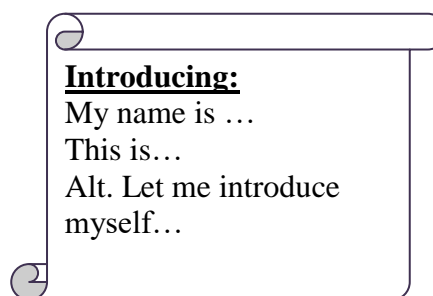 Introducing:
My name is …
This is…
Alt. Let me introduce
myself…